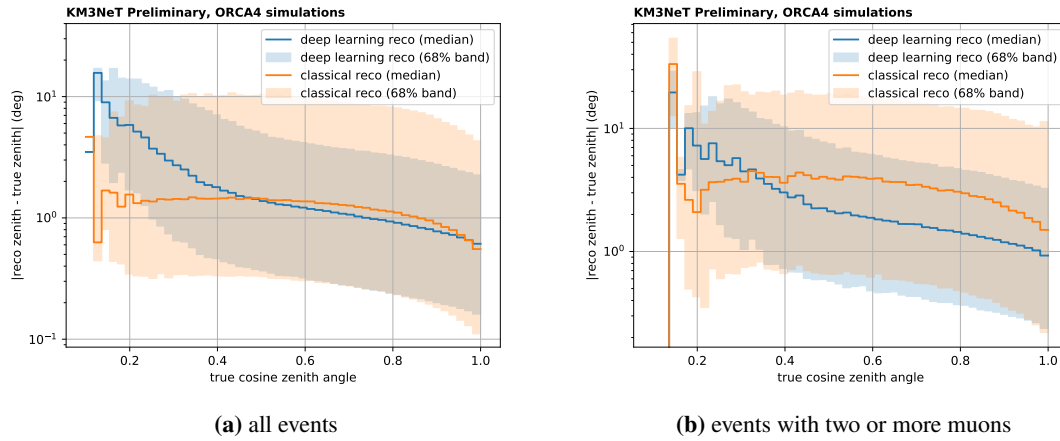 KM3NeT Preliminary, ORCA4 simulations
deep learning reco (median)
deep learning reco (68% band)
classical reco (median)
classical reco (68% band)
|reco zenith - true zenith| (deg)
10¹
10⁰
10⁻¹
0.2 0.4 0.6 0.8 1.0
true cosine zenith angle
(a) all events
KM3NeT Preliminary, ORCA4 simulations
deep learning reco (median)
deep learning reco (68% band)
classical reco (median)
classical reco (68% band)
|reco zenith - true zenith| (deg)
10¹
10⁰
0.2 0.4 0.6 0.8 1.0
true cosine zenith angle
(b) events with two or more muons